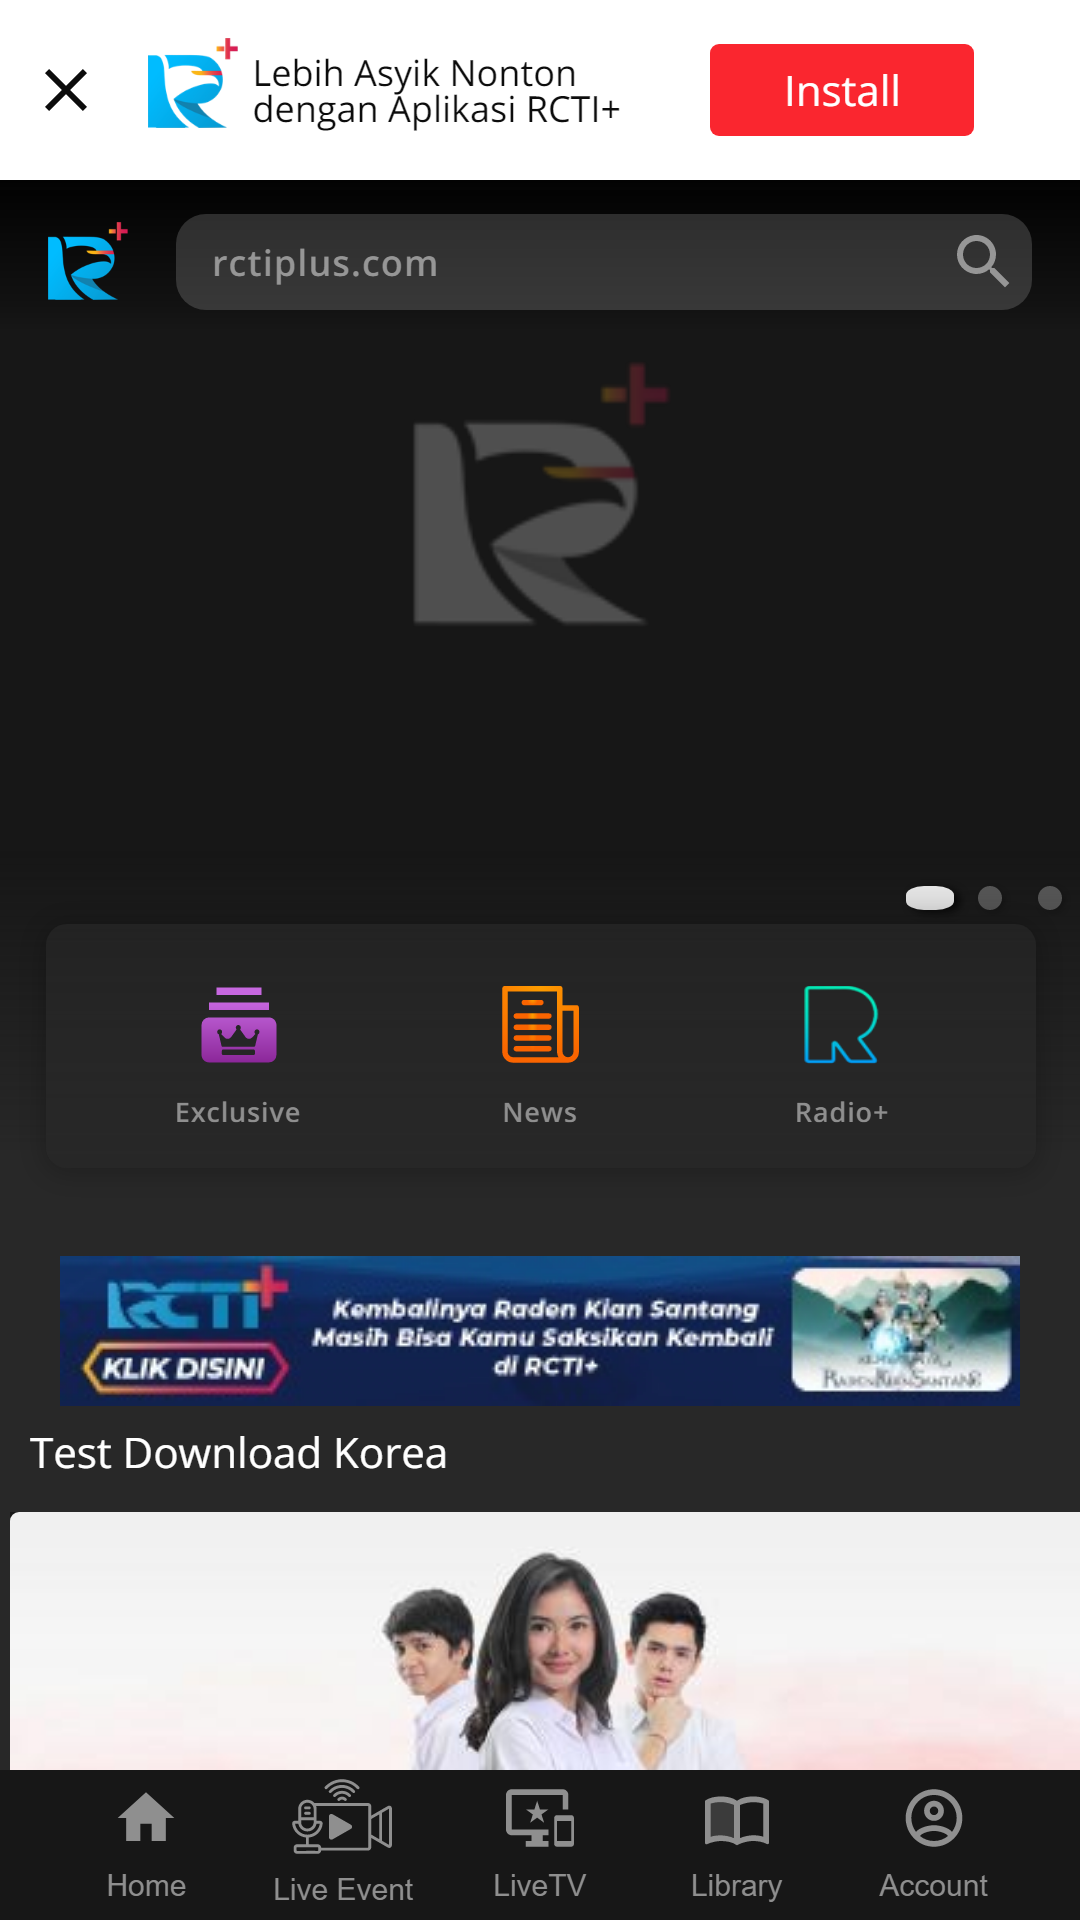 Lebih Asyik Nonton
dengan Aplikasi RCTI+
Install
rctiplus.com
Exclusive
News
Radio+
RCTI+
KLIK DISINI
Kembalinya Raden Kian Santang
Masih Bisa Kamu Saksikan Kembali
di RCTI+
Raden Kian Santang
Test Download Korea
Home
Live Event
LiveTV
Library
Account